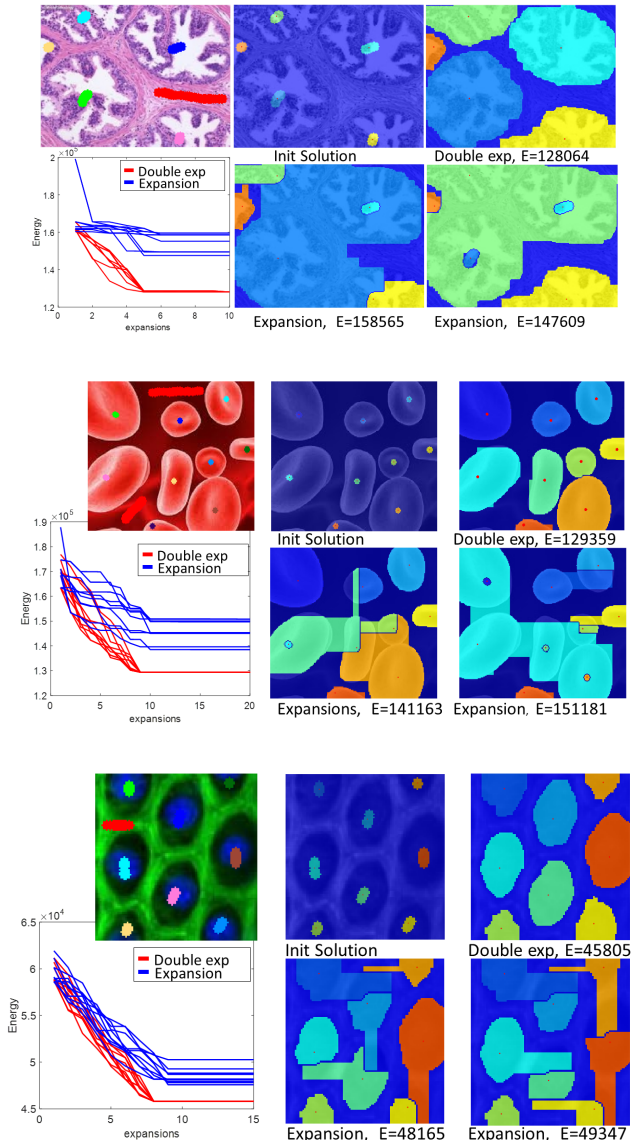 Init Solution
Double exp, E=128064
×10⁵
Double exp
Expansion
Energy
2
1.8
1.6
1.4
1.2
0 2 4 6 8 10
expansions
Expansion, E=158565
Expansion, E=147609
Init Solution
Double exp, E=129359
×10⁵
Double exp
Expansion
Energy
1.9
1.8
1.7
1.6
1.5
1.4
1.3
1.2
0 5 10 15 20
expansions
Expansions, E=141163
Expansion, E=151181
Init Solution
Double exp, E=45805
×10⁴
Double exp
Expansion
Energy
6.5
6
5.5
5
4.5
0 5 10 15
expansions
Expansion, E=48165
Expansion, E=49347